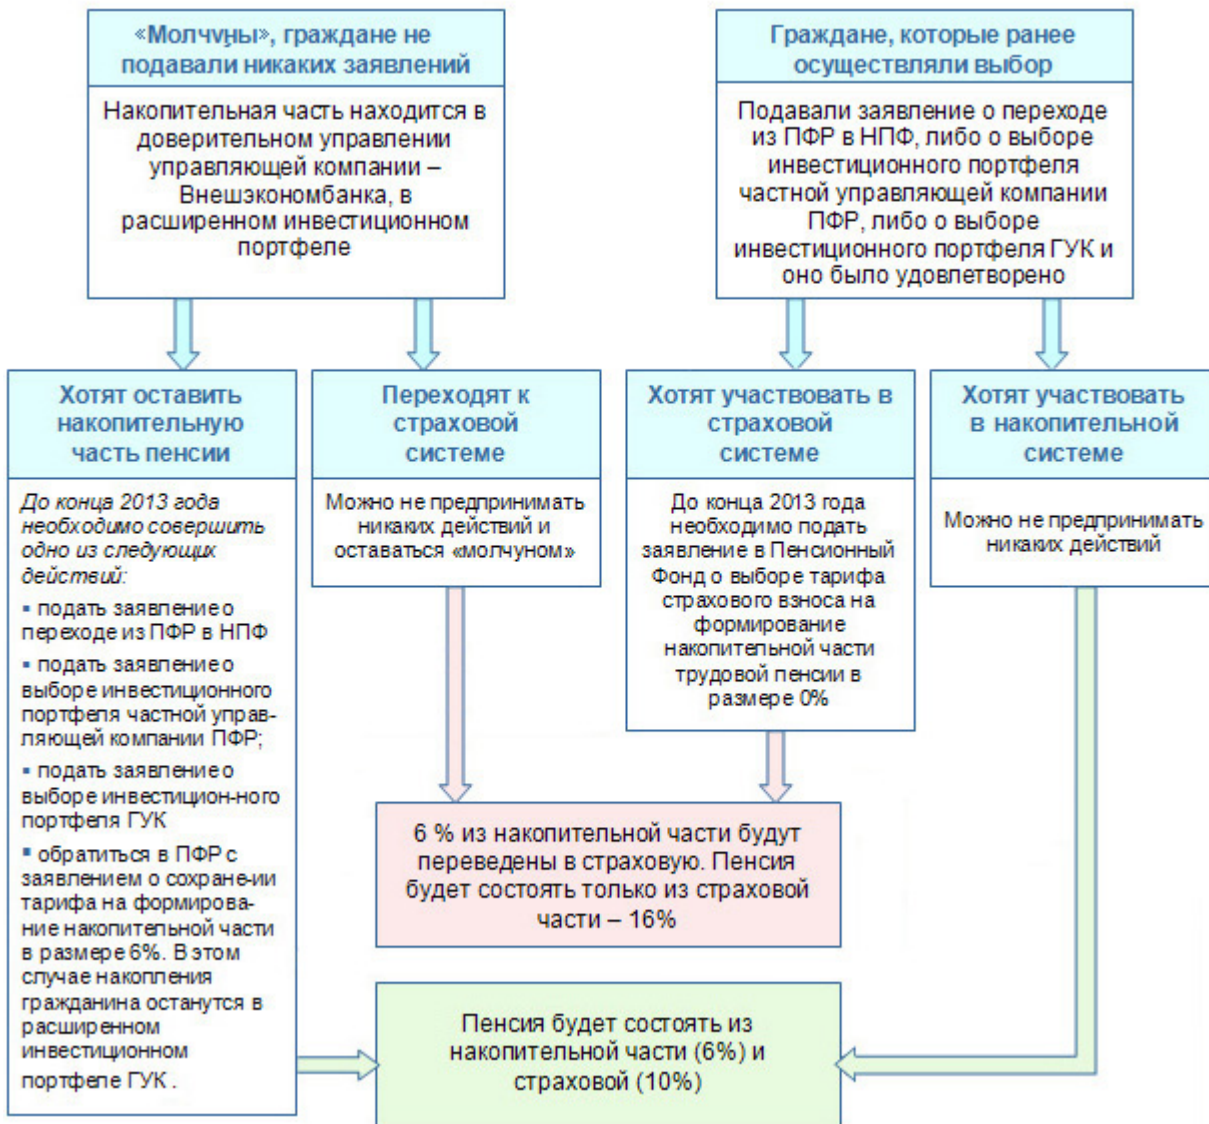 «Молчуны», граждане не
подавали никаких заявлений
Накопительная часть находится в
доверительном управлении
управляющей компании –
Внешэкономбанка, в
расширенном инвестиционном
портфеле
Граждане, которые ранее
осуществляли выбор
Подавали заявление о переходе
из ПФР в НПФ, либо о выборе
инвестиционного портфеля
частной управляющей компании
ПФР, либо о выборе
инвестиционного портфеля ГУК и
оно было удовлетворено
Хотят оставить
накопительную
часть пенсии
До конца 2013 года
необходимо совершить
одно из следующих
действий:
▪ подать заявление о
переходе из ПФР в НПФ
▪ подать заявление о
выборе инвестиционного
портфеля частной управ-
ляющей компании ПФР;
▪ подать заявление о
выборе инвестицион-ного
портфеля ГУК
▪ обратиться в ПФР с
заявлением о сохране-ии
тарифа на формирова-
ние накопительной части
в размере 6%. В этом
случае накопления
гражданина останутся в
расширенном
инвестиционном
портфеле ГУК .
Переходят к
страховой
системе
Можно не предпринимать
никаких действий и
оставаться «молчуном»
Хотят участвовать в
страховой
системе
До конца 2013 года
необходимо подать
заявление в Пенсионный
Фонд о выборе тарифа
страхового взноса на
формирование
накопительной части
трудовой пенсии в
размере 0%
Хотят участвовать
в накопительной
системе
Можно не предпринимать
никаких действий
6 % из накопительной части будут
переведены в страховую. Пенсия
будет состоять только из страховой
части – 16%
Пенсия будет состоять из
накопительной части (6%) и
страховой (10%)